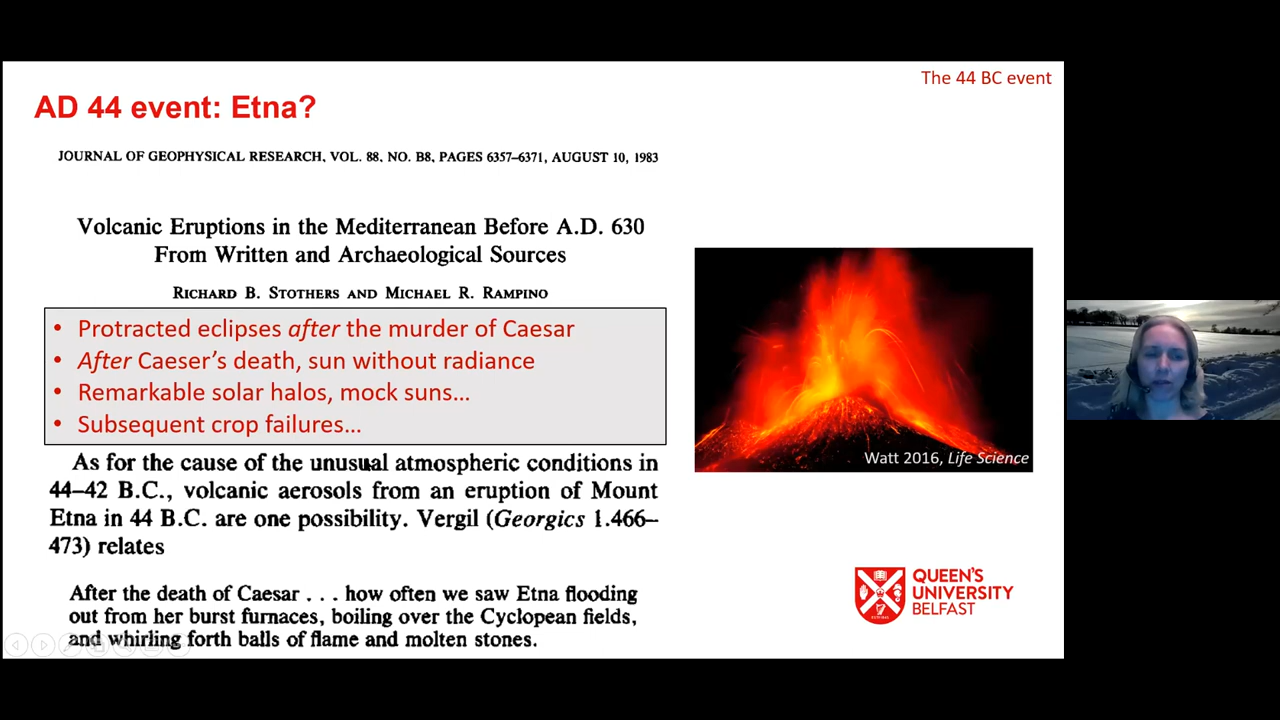 The 44 BC event
AD 44 event: Etna?
JOURNAL OF GEOPHYSICAL RESEARCH, VOL. 88, NO. B8, PAGES 6357–6371, AUGUST 10, 1983
Volcanic Eruptions in the Mediterranean Before A.D. 630
From Written and Archaeological Sources
RICHARD B. STOTHERS AND MICHAEL R. RAMPINO
• Protracted eclipses after the murder of Caesar
• After Caeser's death, sun without radiance
• Remarkable solar halos, mock suns...
• Subsequent crop failures...
As for the cause of the unusual atmospheric conditions in
44–42 B.C., volcanic aerosols from an eruption of Mount
Etna in 44 B.C. are one possibility. Vergil (Georgics 1.466–
473) relates
After the death of Caesar . . . how often we saw Etna flooding
out from her burst furnaces, boiling over the Cyclopean fields,
and whirling forth balls of flame and molten stones.
Watt 2016, Life Science
QUEEN'S
UNIVERSITY
BELFAST